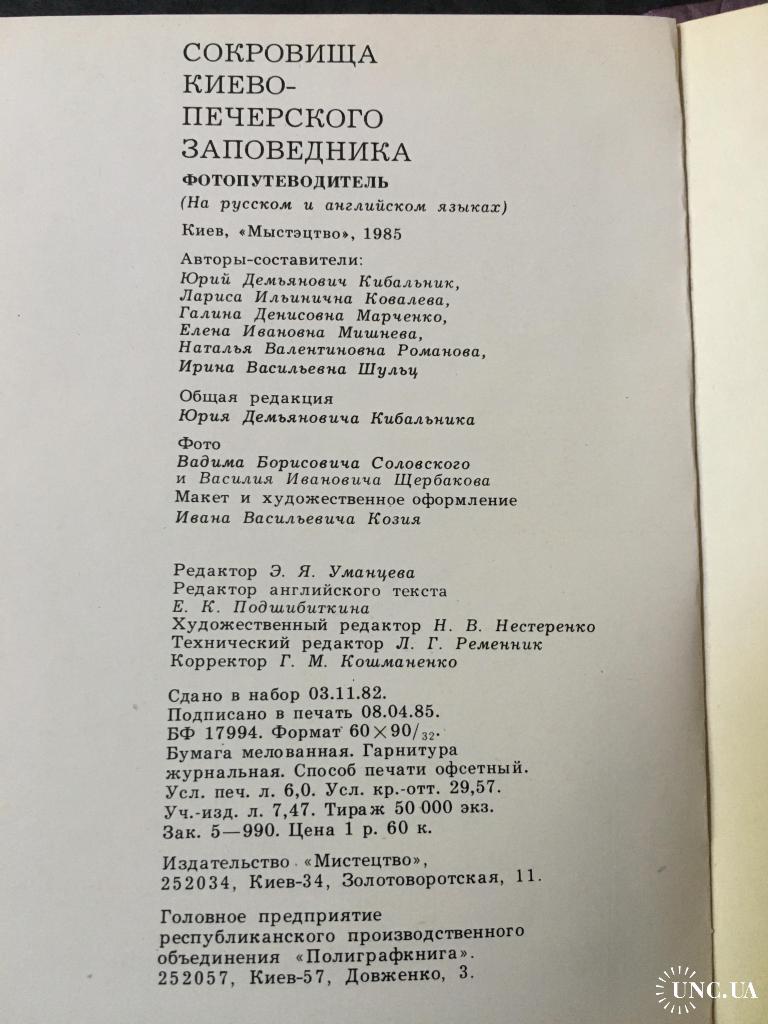 СОКРОВИЩА
КИЕВО-
ПЕЧЕРСКОГО
ЗАПОВЕДНИКА
ФОТОПУТЕВОДИТЕЛЬ
(На русском и английском языках)
Киев, «Мыстэцтво», 1985
Авторы-составители:
Юрий Демьянович Кибальник,
Лариса Ильинична Ковалева,
Галина Денисовна Марченко,
Елена Ивановна Мишнева,
Наталья Валентиновна Романова,
Ирина Васильевна Шульц
Общая редакция
Юрия Демьяновича Кибальника
Фото
Вадима Борисовича Соловского
и Василия Ивановича Щербакова
Макет и художественное оформление
Ивана Васильевича Козия
Редактор Э. Я. Уманцева
Редактор английского текста
Е. К. Подшибиткина
Художественный редактор Н. В. Нестеренко
Технический редактор Л. Г. Ременник
Корректор Г. М. Кошманенко
Сдано в набор 03.11.82.
Подписано в печать 08.04.85.
БФ 17994. Формат 60×90/32.
Бумага мелованная. Гарнитура
журнальная. Способ печати офсетный.
Усл. печ. л. 6,0. Усл. кр.-отт. 29,57.
Уч.-изд. л. 7,47. Тираж 50 000 экз.
Зак. 5—990. Цена 1 р. 60 к.
Издательство «Мистецтво»,
252034, Киев-34, Золотоворотская, 11.
Головное предприятие
республиканского производственного
объединения «Полиграфкнига».
252057, Киев-57, Довженко, 3.
UNC.UA